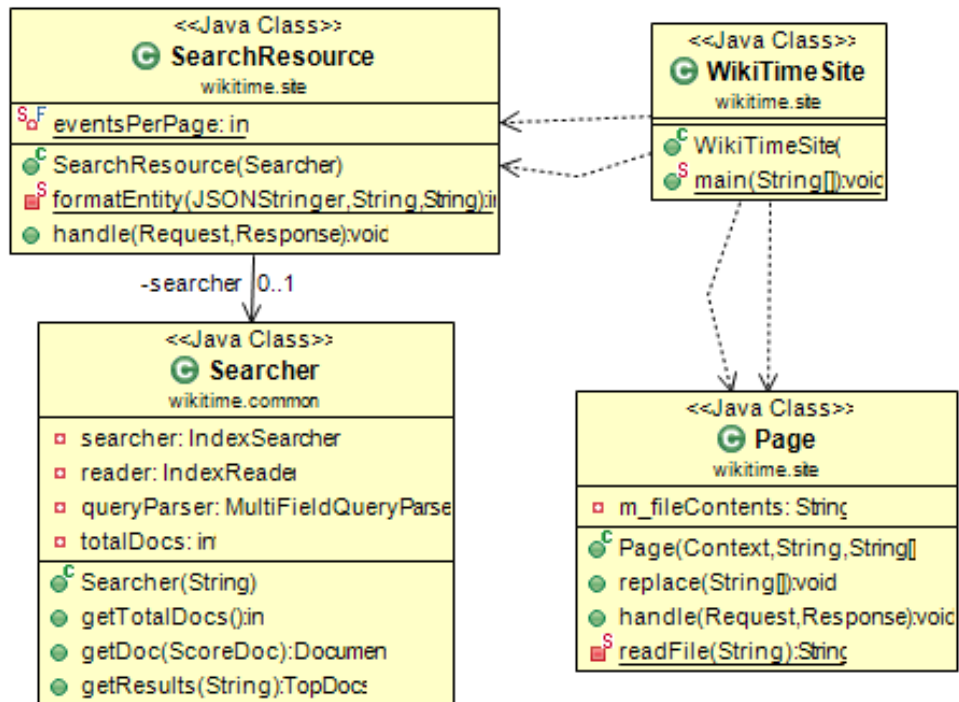 <<Java Class>>
C SearchResource
wikitime.site
S F eventsPerPage: in
C SearchResource(Searcher)
S formatEntity(JSONStringer,String,String):i
handle(Request,Response):void
-searcher 0..1
<<Java Class>>
C Searcher
wikitime.common
searcher: IndexSearcher
reader: IndexReader
queryParser: MultiFieldQueryParse
totalDocs: int
C Searcher(String)
getTotalDocs():in
getDoc(ScoreDoc):Documen
getResults(String):TopDocs
<<Java Class>>
C WikiTimeSite
wikitime.site
C WikiTimeSite(
S main(String[]):void
<<Java Class>>
C Page
wikitime.site
m_fileContents: String
C Page(Context,String,String[]
replace(String[]):void
handle(Request,Response):void
S readFile(String):String